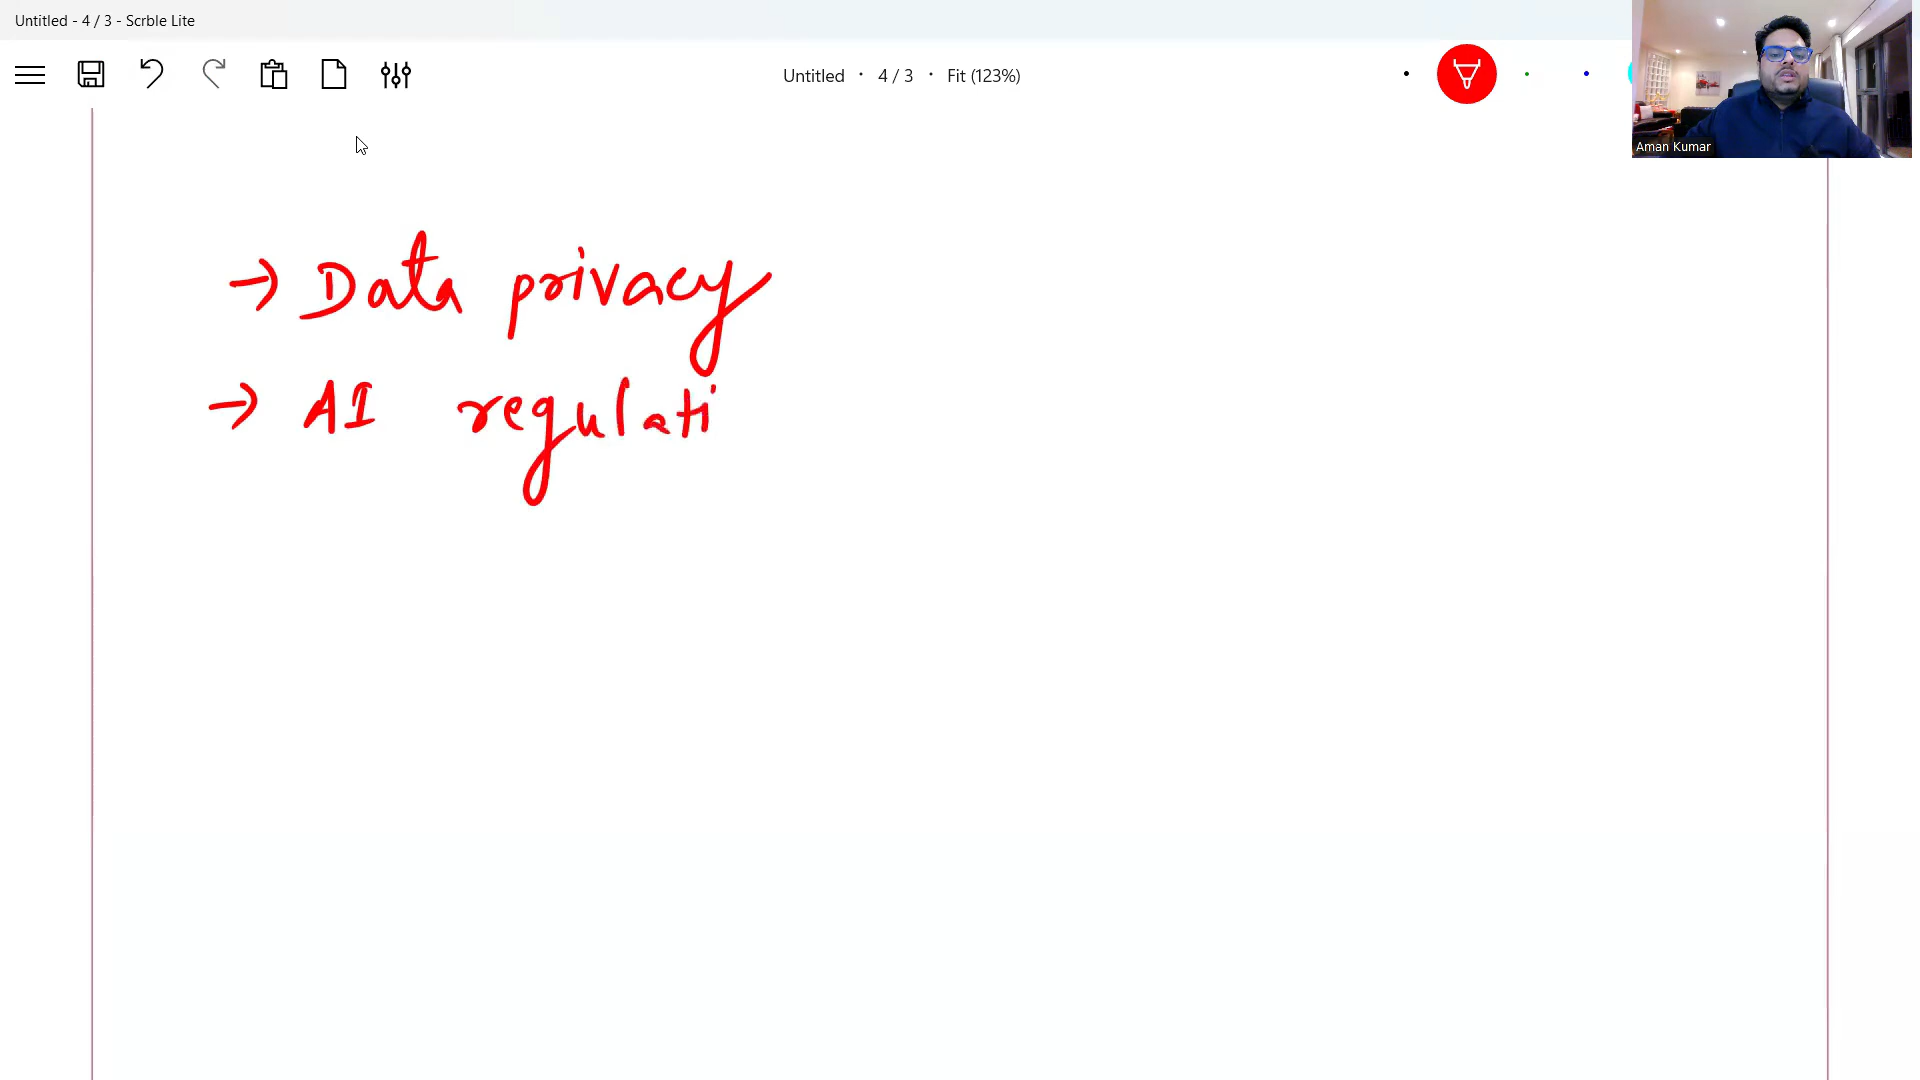 Untitled - 4 / 3 - Scrble Lite
Untitled • 4 / 3 • Fit (123%)
Aman Kumar
→ Data privacy
→ AI regulati